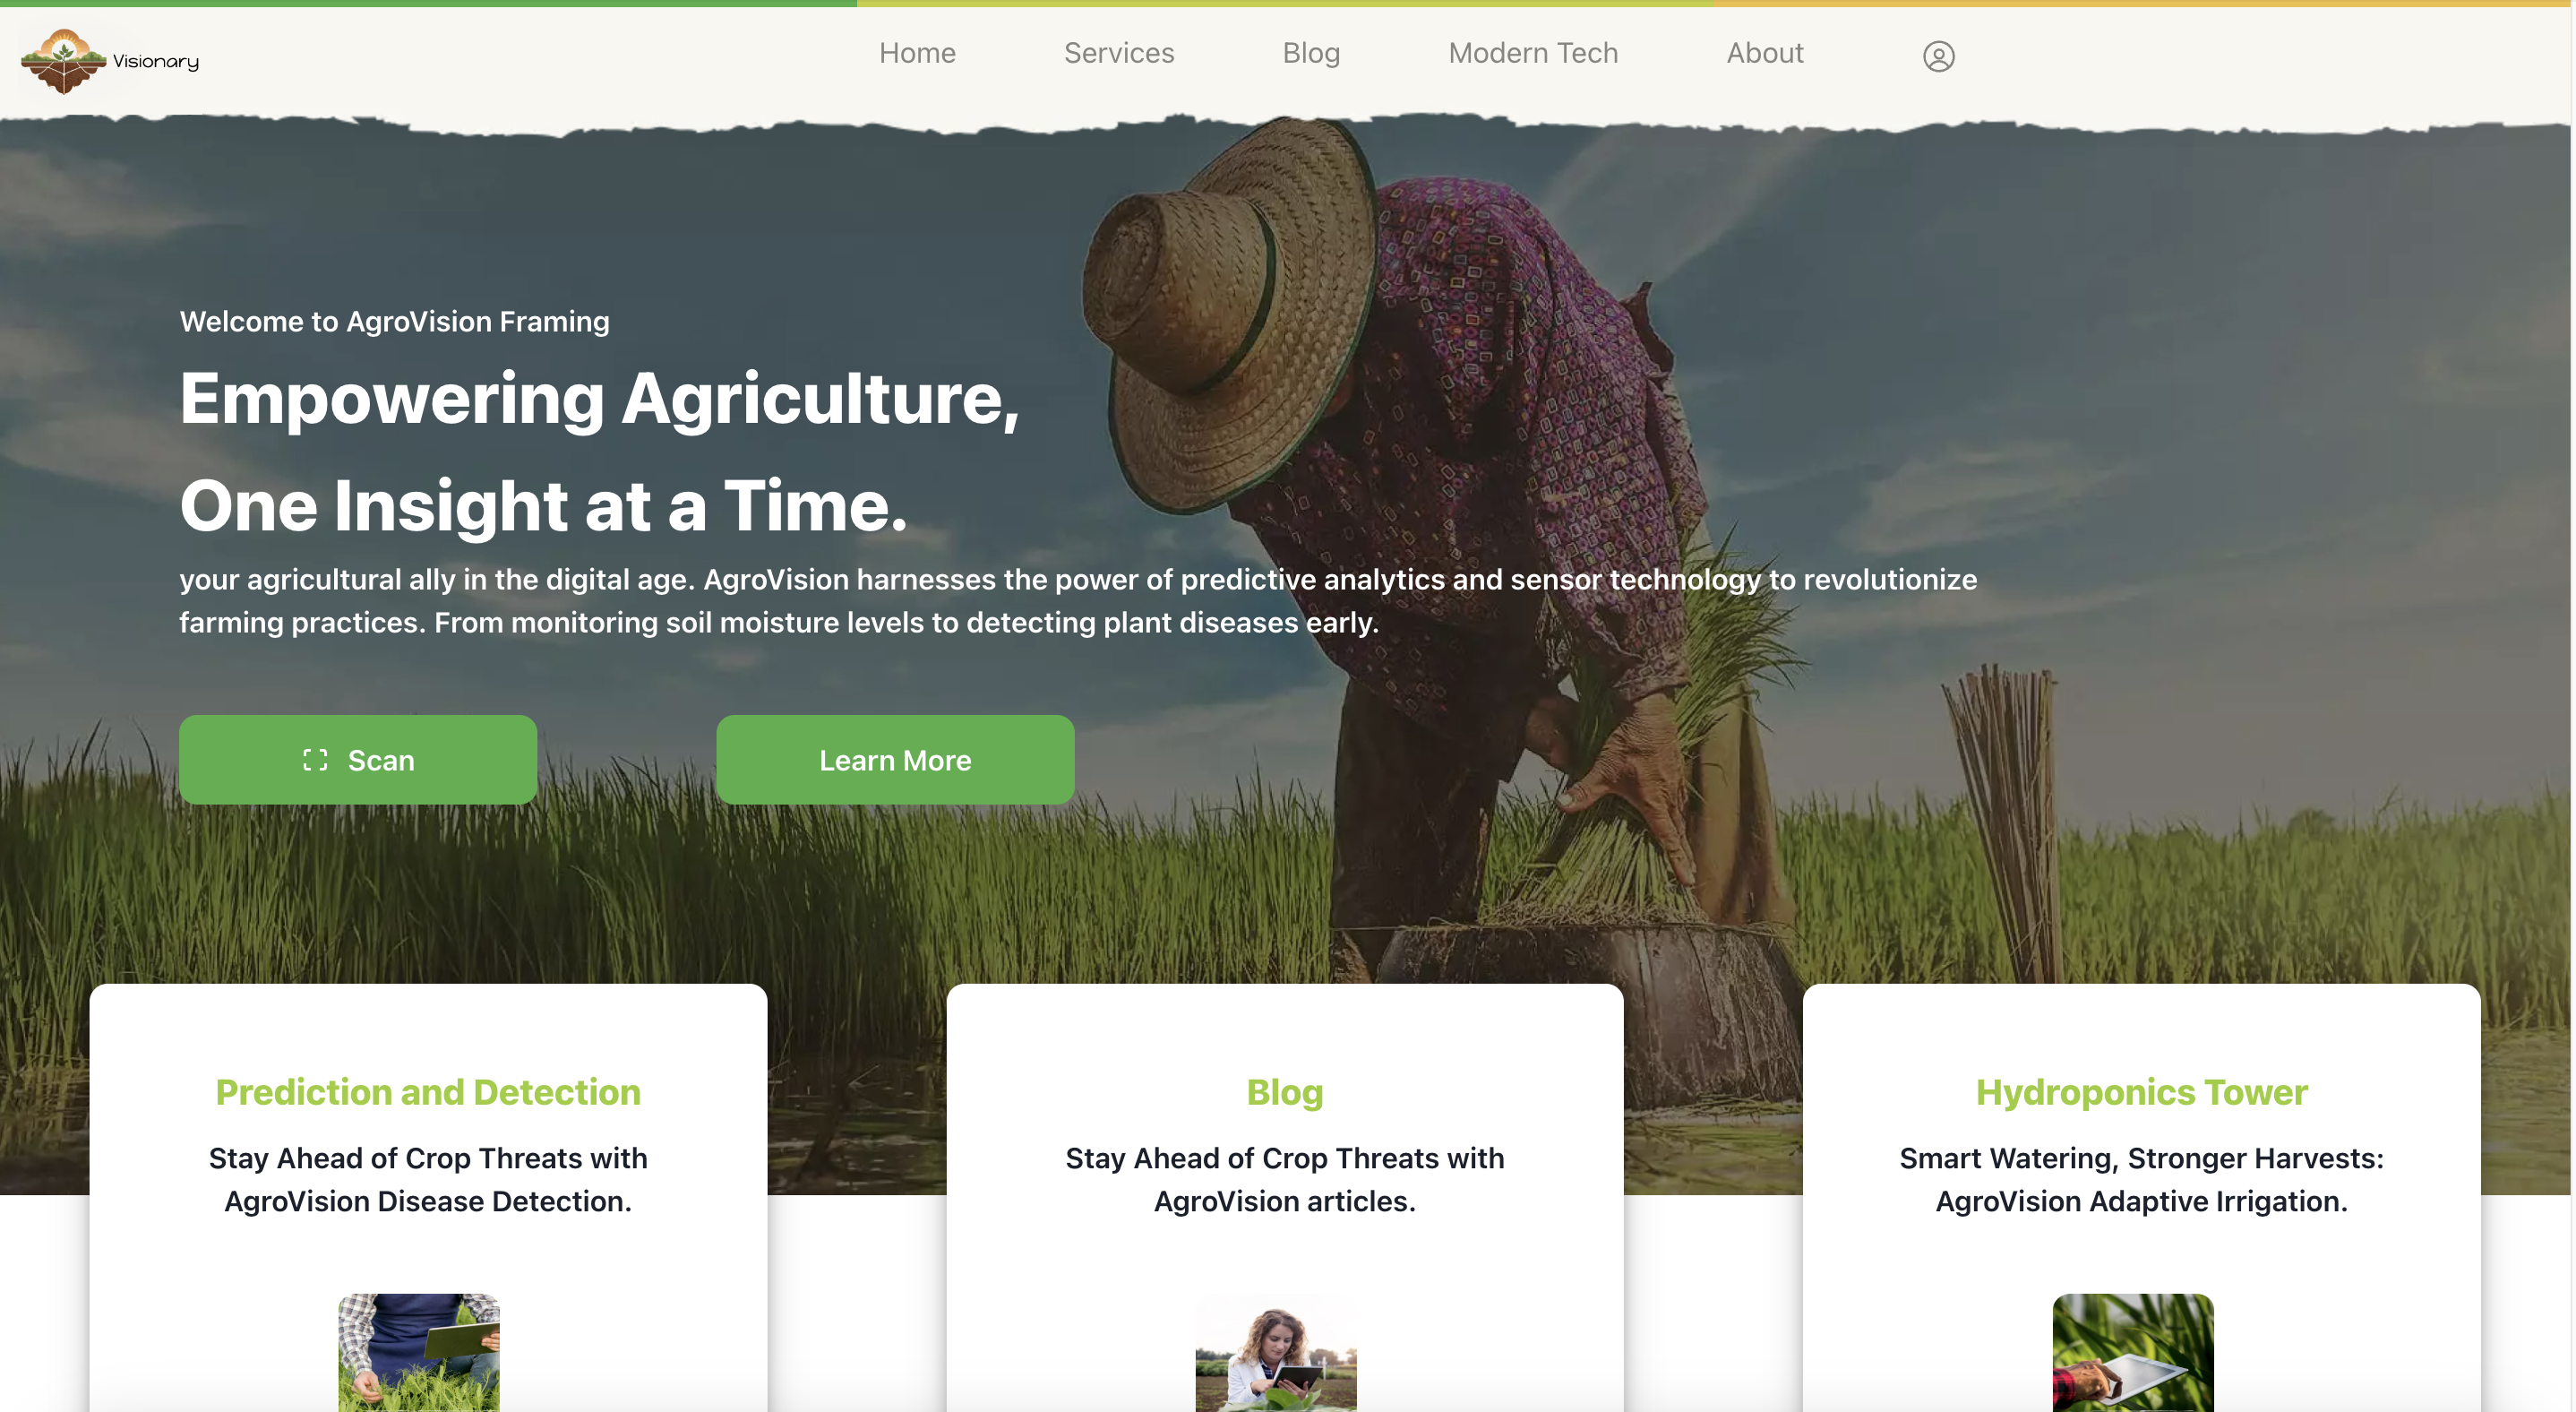 Visionary
Home
Services
Blog
Modern Tech
About
Welcome to AgroVision Framing
Empowering Agriculture,
One Insight at a Time.
your agricultural ally in the digital age. AgroVision harnesses the power of predictive analytics and sensor technology to revolutionize
farming practices. From monitoring soil moisture levels to detecting plant diseases early.
Scan
Learn More
Prediction and Detection
Stay Ahead of Crop Threats with
AgroVision Disease Detection.
Blog
Stay Ahead of Crop Threats with
AgroVision articles.
Hydroponics Tower
Smart Watering, Stronger Harvests:
AgroVision Adaptive Irrigation.